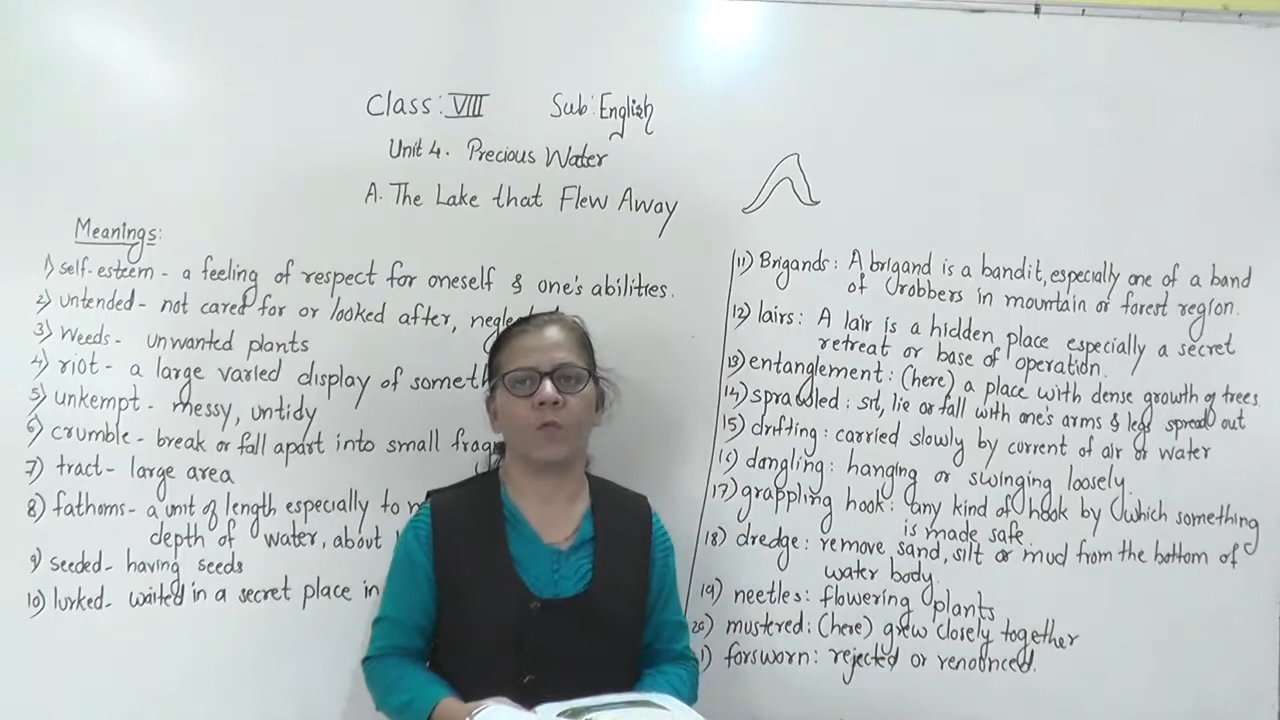 Class: VIII Sub: English
Unit 4. Precious Water
A. The Lake that Flew Away
Meanings:
1) self-esteem - a feeling of respect for oneself & one's abilities.
2) untended - not cared for or looked after,
3) Weeds - unwanted plants
4) riot - a large varied display of
5) unkempt - messy, untidy
6) crumble - break or fall apart into small
7) tract - large area
8) fathoms - a unit of length especially to
depth of water, about
9) seeded - having seeds
10) lurked - waited in a secret place in
11) Brigands: A brigand is a bandit, especially one of a band
of robbers in mountain or forest region.
12) lairs: A lair is a hidden place especially a secret
retreat or base of operation.
13) entanglement: (here) a place with dense growth of trees.
14) sprawled: sit, lie or fall with one's arms & legs spread out
15) drifting: carried slowly by current of air or water
16) dangling: hanging or swinging loosely.
17) grappling hook: any kind of hook by which something
is made safe.
18) dredge: remove sand, silt or mud from the bottom of
water body.
19) neetles: flowering plants
20) mustered: (here) grew closely together
1) forsworn: rejected or renounced.